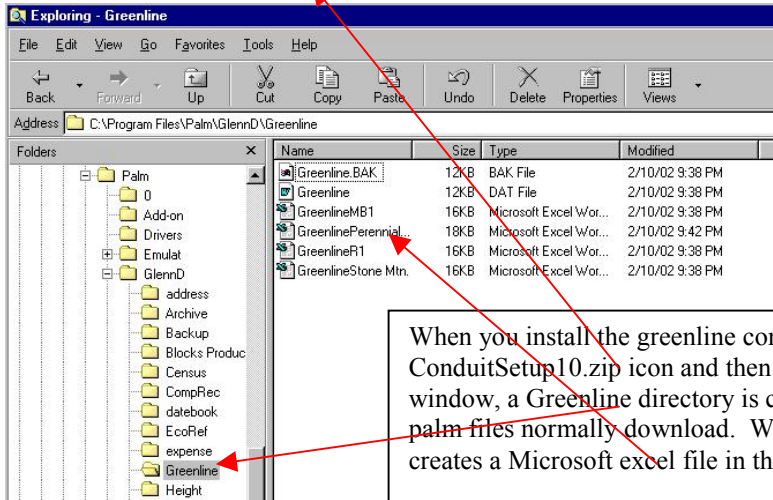 Exploring - Greenline
File Edit View Go Favorites Tools Help
Back Forward Up Cut Copy Paste Undo Delete Properties Views
Address C:\Program Files\Palm\GlennD\Greenline
Folders × Name Size Type Modified
Palm
0
Add-on
Drivers
Emulat
GlennD
address
Archive
Backup
Blocks Produc
Census
CompRec
datebook
EcoRef
expense
Greenline
Height
Greenline.BAK 12KB BAK File 2/10/02 9:38 PM
Greenline 12KB DAT File 2/10/02 9:38 PM
GreenlineMB1 16KB Microsoft Excel Wor... 2/10/02 9:38 PM
GreenlinePerennial... 18KB Microsoft Excel Wor... 2/10/02 9:42 PM
GreenlineR1 16KB Microsoft Excel Wor... 2/10/02 9:38 PM
GreenlineStone Mtn. 16KB Microsoft Excel Wor... 2/10/02 9:38 PM
When you install the greenline con
ConduitSetup10.zip icon and then
window, a Greenline directory is c
palm files normally download. W
creates a Microsoft excel file in th